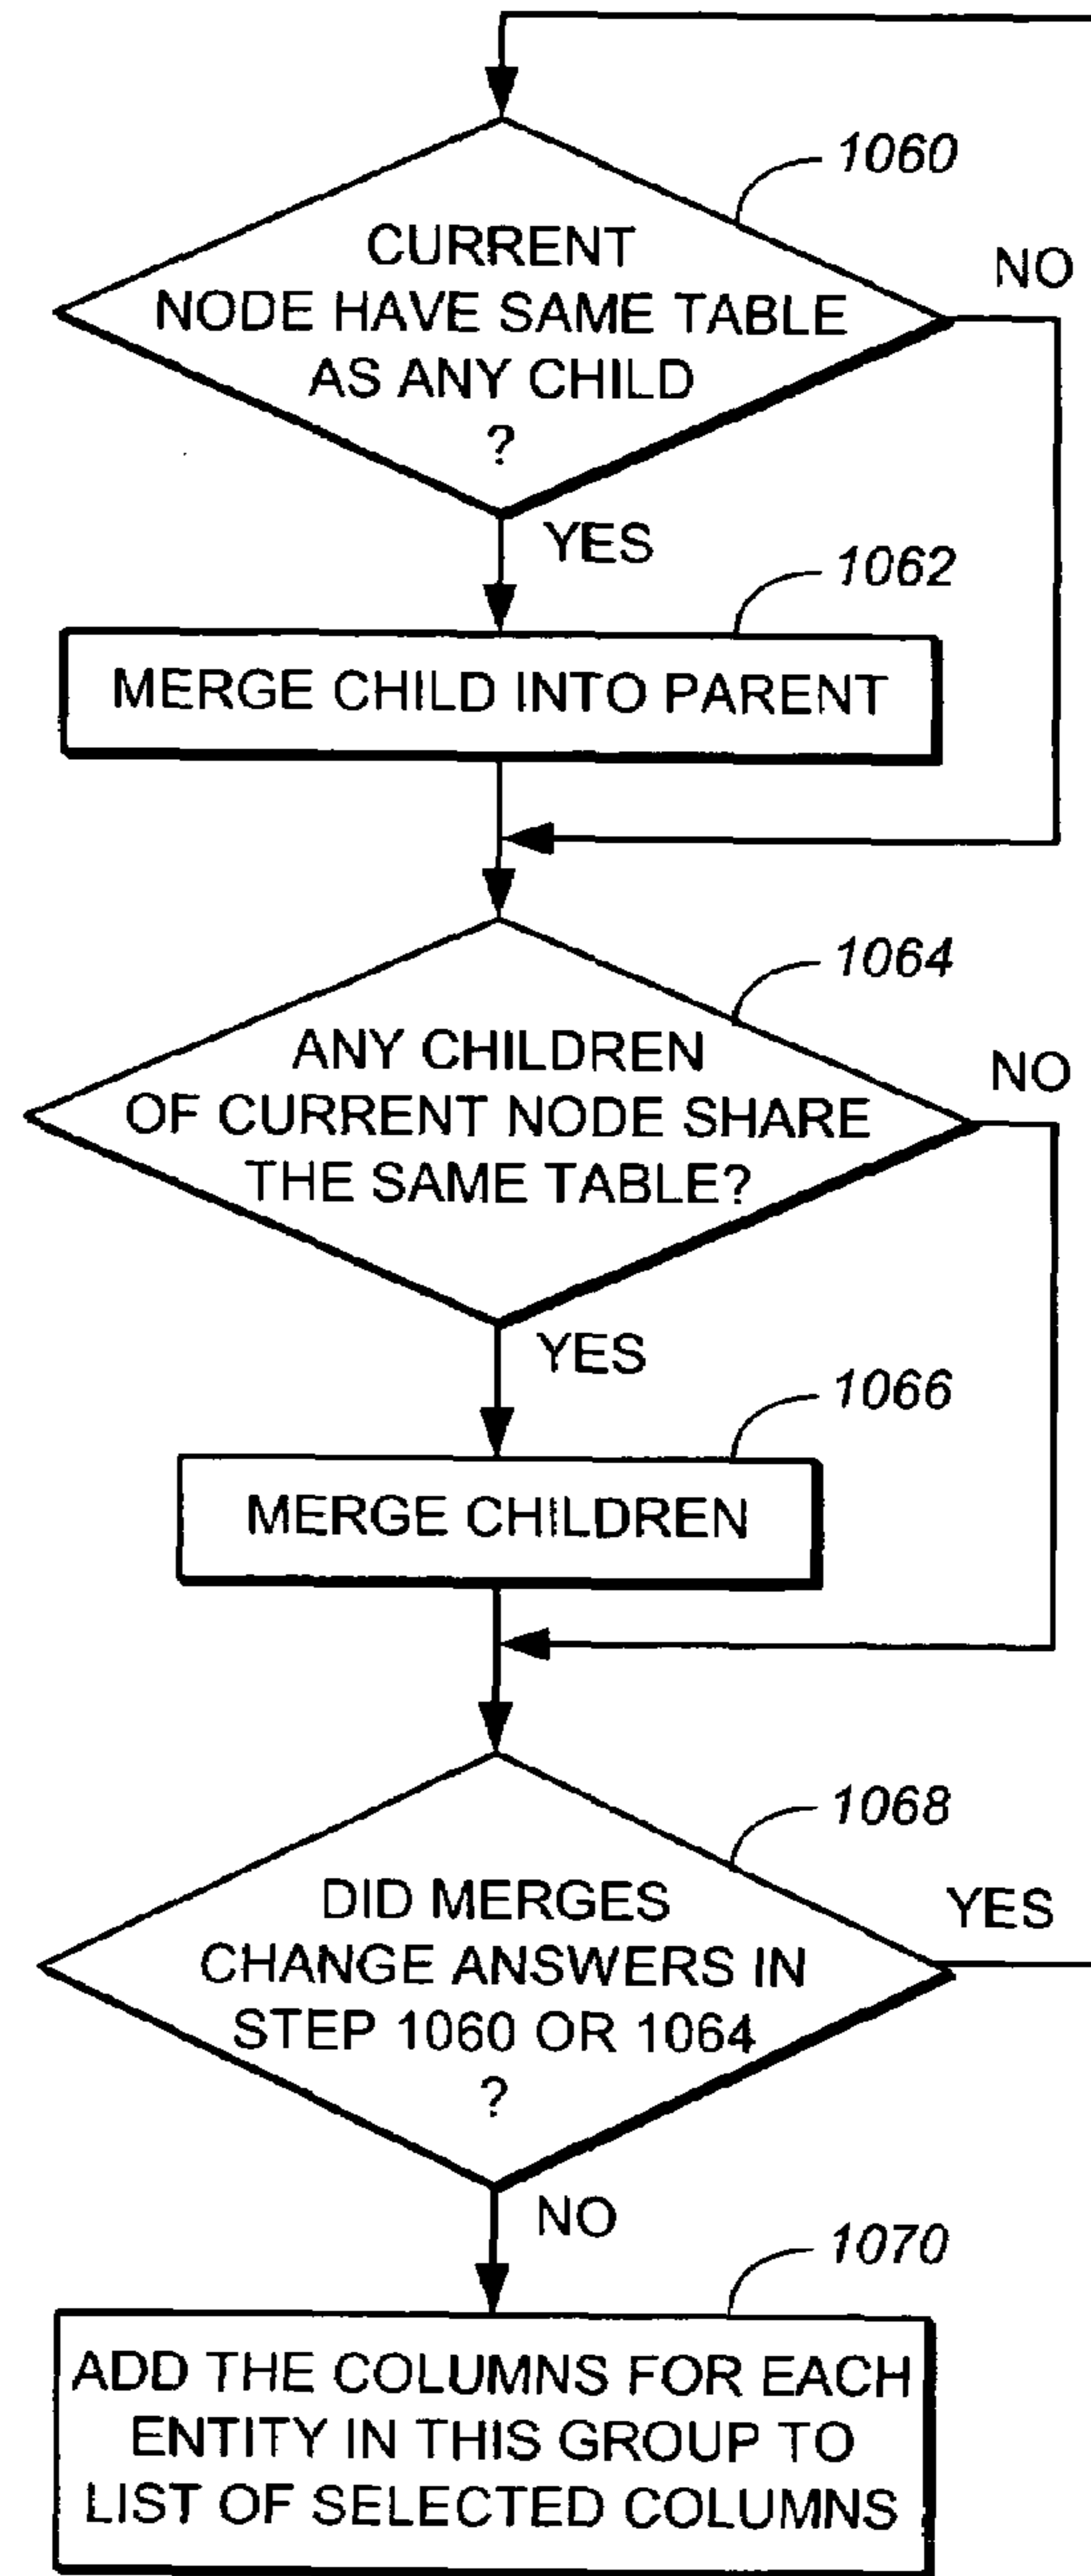 1060
CURRENT
NODE HAVE SAME TABLE
AS ANY CHILD
?
NO
YES
1062
MERGE CHILD INTO PARENT
1064
ANY CHILDREN
OF CURRENT NODE SHARE
THE SAME TABLE?
NO
YES
1066
MERGE CHILDREN
1068
DID MERGES
CHANGE ANSWERS IN
STEP 1060 OR 1064
?
YES
NO
1070
ADD THE COLUMNS FOR EACH
ENTITY IN THIS GROUP TO
LIST OF SELECTED COLUMNS